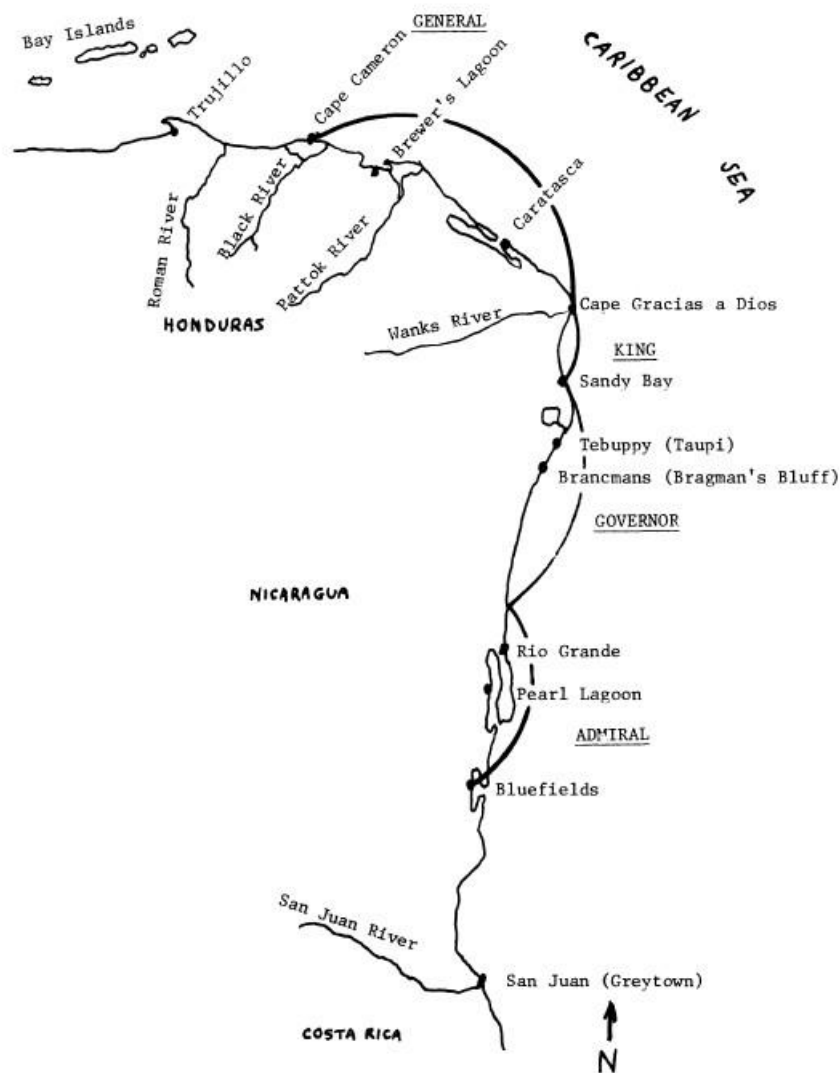 GENERAL
CARIBBEAN
SEA
Bay Islands
Trujillo
Cape Cameron
Brewer's Lagoon
Caratasca
Roman River
Black River
Pattok River
HONDURAS
Wanks River
Cape Gracias a Dios
KING
Sandy Bay
Tebuppy (Taupi)
Brancmans (Bragman's Bluff)
GOVERNOR
NICARAGUA
Rio Grande
Pearl Lagoon
ADMIRAL
Bluefields
San Juan River
San Juan (Greytown)
COSTA RICA
N